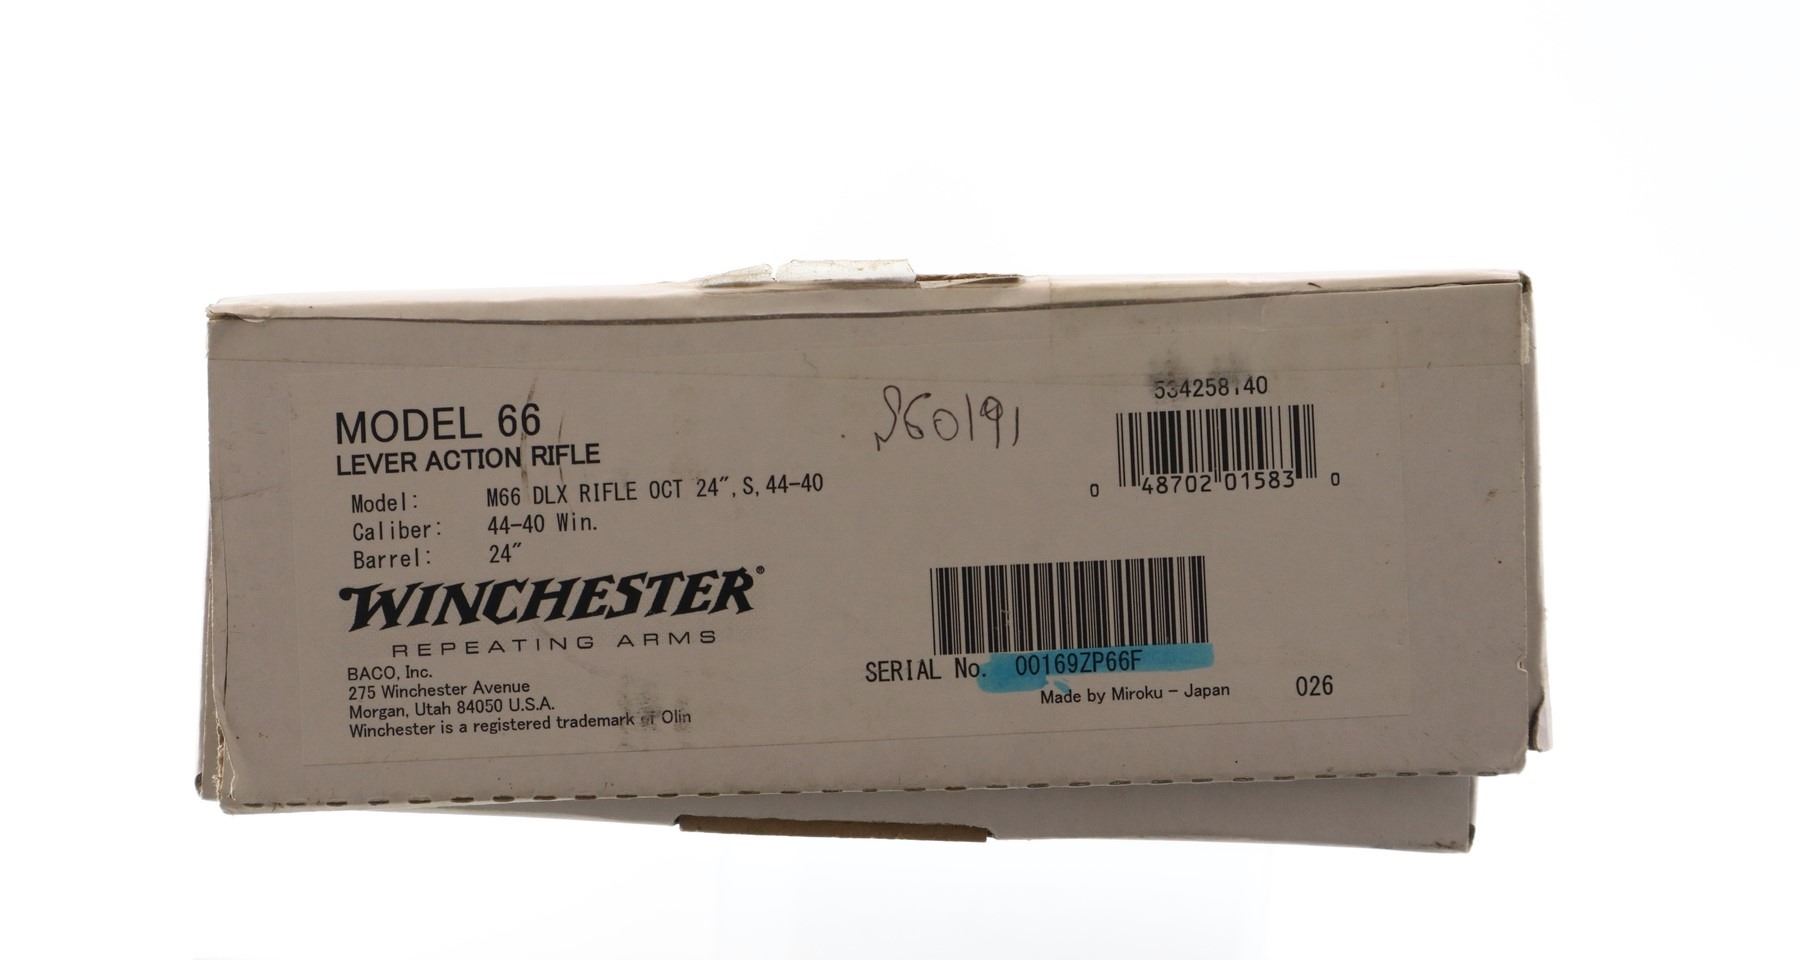 MODEL 66
LEVER ACTION RIFLE
Model: M66 DLX RIFLE OCT 24", S, 44-40
Caliber: 44-40 Win.
Barrel: 24"
WINCHESTER®
REPEATING ARMS
BACO, Inc.
275 Winchester Avenue
Morgan, Utah 84050 U.S.A.
Winchester is a registered trademark of Olin
534258140
0 48702 01583 0
SERIAL No. 00169ZP66F
Made by Miroku - Japan
026